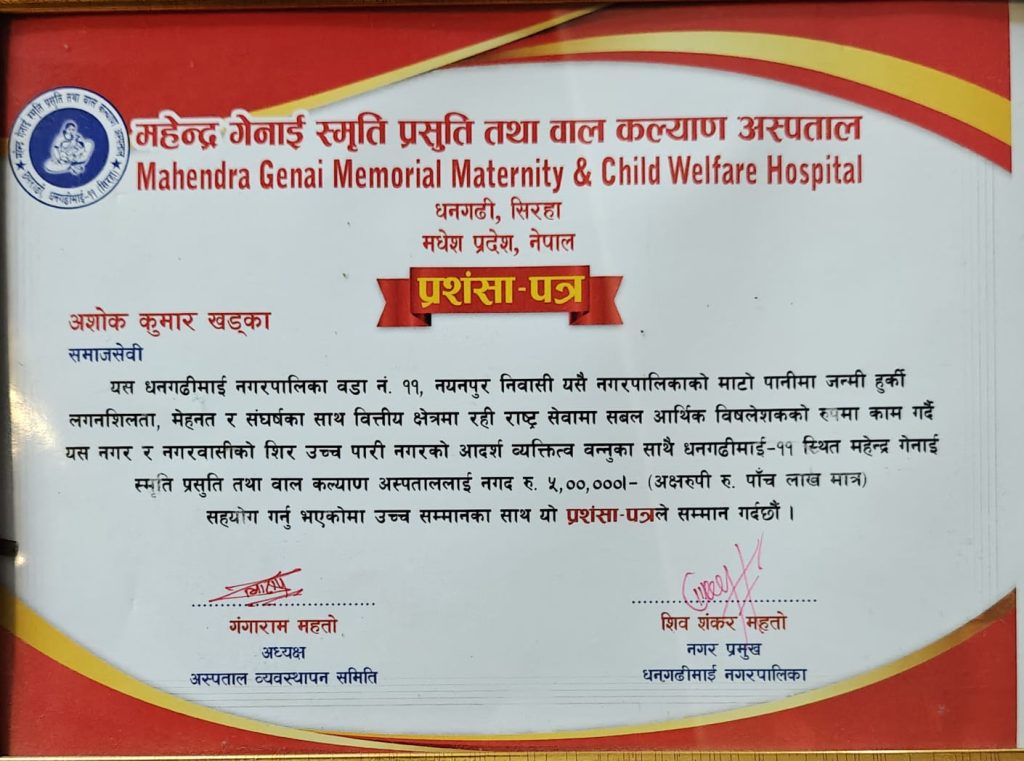 महेन्द्र गेनाई स्मृति प्रसुति तथा वाल कल्याण अस्पताल
Mahendra Genai Memorial Maternity & Child Welfare Hospital
धनगढी, सिरहा
मधेश प्रदेश, नेपाल
प्रशंसा-पत्र
अशोक कुमार खड्का
समाजसेवी
यस धनगढीमाई नगरपालिका वडा नं. ११, नयनपुर निवासी यसै नगरपालिकाको माटो पानीमा जन्मी हुर्की
लगनशिलता, मेहनत र संघर्षका साथ वित्तीय क्षेत्रमा रही राष्ट्र सेवामा सबल आर्थिक विषलेशकको रुपमा काम गर्दै
यस नगर र नगरवासीको शिर उच्च पारी नगरको आदर्श व्यक्तित्व वन्नुका साथै धनगढीमाई-११ स्थित महेन्द्र गेनाई
स्मृति प्रसुति तथा वाल कल्याण अस्पताललाई नगद रु. ५,००,०००।- (अक्षरुपी रु. पाँच लाख मात्र)
सहयोग गर्नु भएकोमा उच्च सम्मानका साथ यो प्रशंसा-पत्रले सम्मान गर्दछौं ।
गंगाराम महतो
अध्यक्ष
अस्पताल व्यवस्थापन समिति
शिव शंकर महतो
नगर प्रमुख
धनगढीमाई नगरपालिका